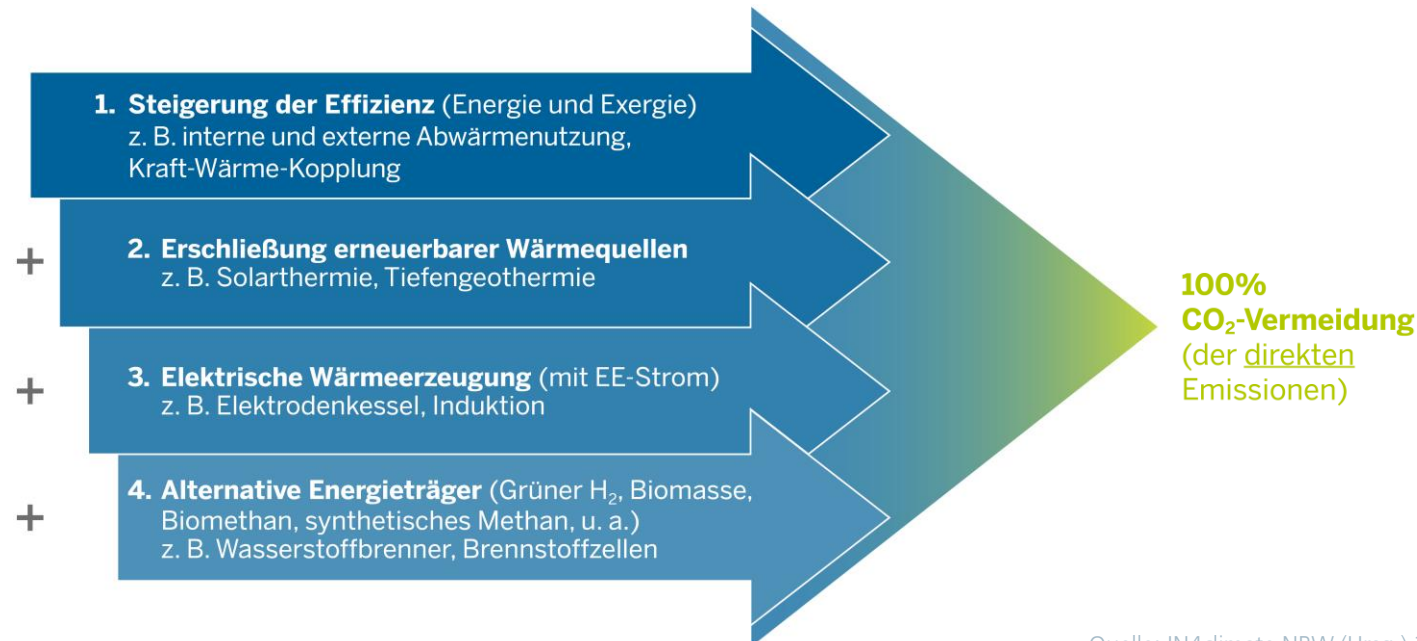 1. Steigerung der Effizienz (Energie und Exergie)
z. B. interne und externe Abwärmenutzung,
Kraft-Wärme-Kopplung
+
2. Erschließung erneuerbarer Wärmequellen
z. B. Solarthermie, Tiefengeothermie
+
3. Elektrische Wärmeerzeugung (mit EE-Strom)
z. B. Elektrodenkessel, Induktion
+
4. Alternative Energieträger (Grüner H₂, Biomasse,
Biomethan, synthetisches Methan, u. a.)
z. B. Wasserstoffbrenner, Brennstoffzellen
100%
CO₂-Vermeidung
(der direkten
Emissionen)